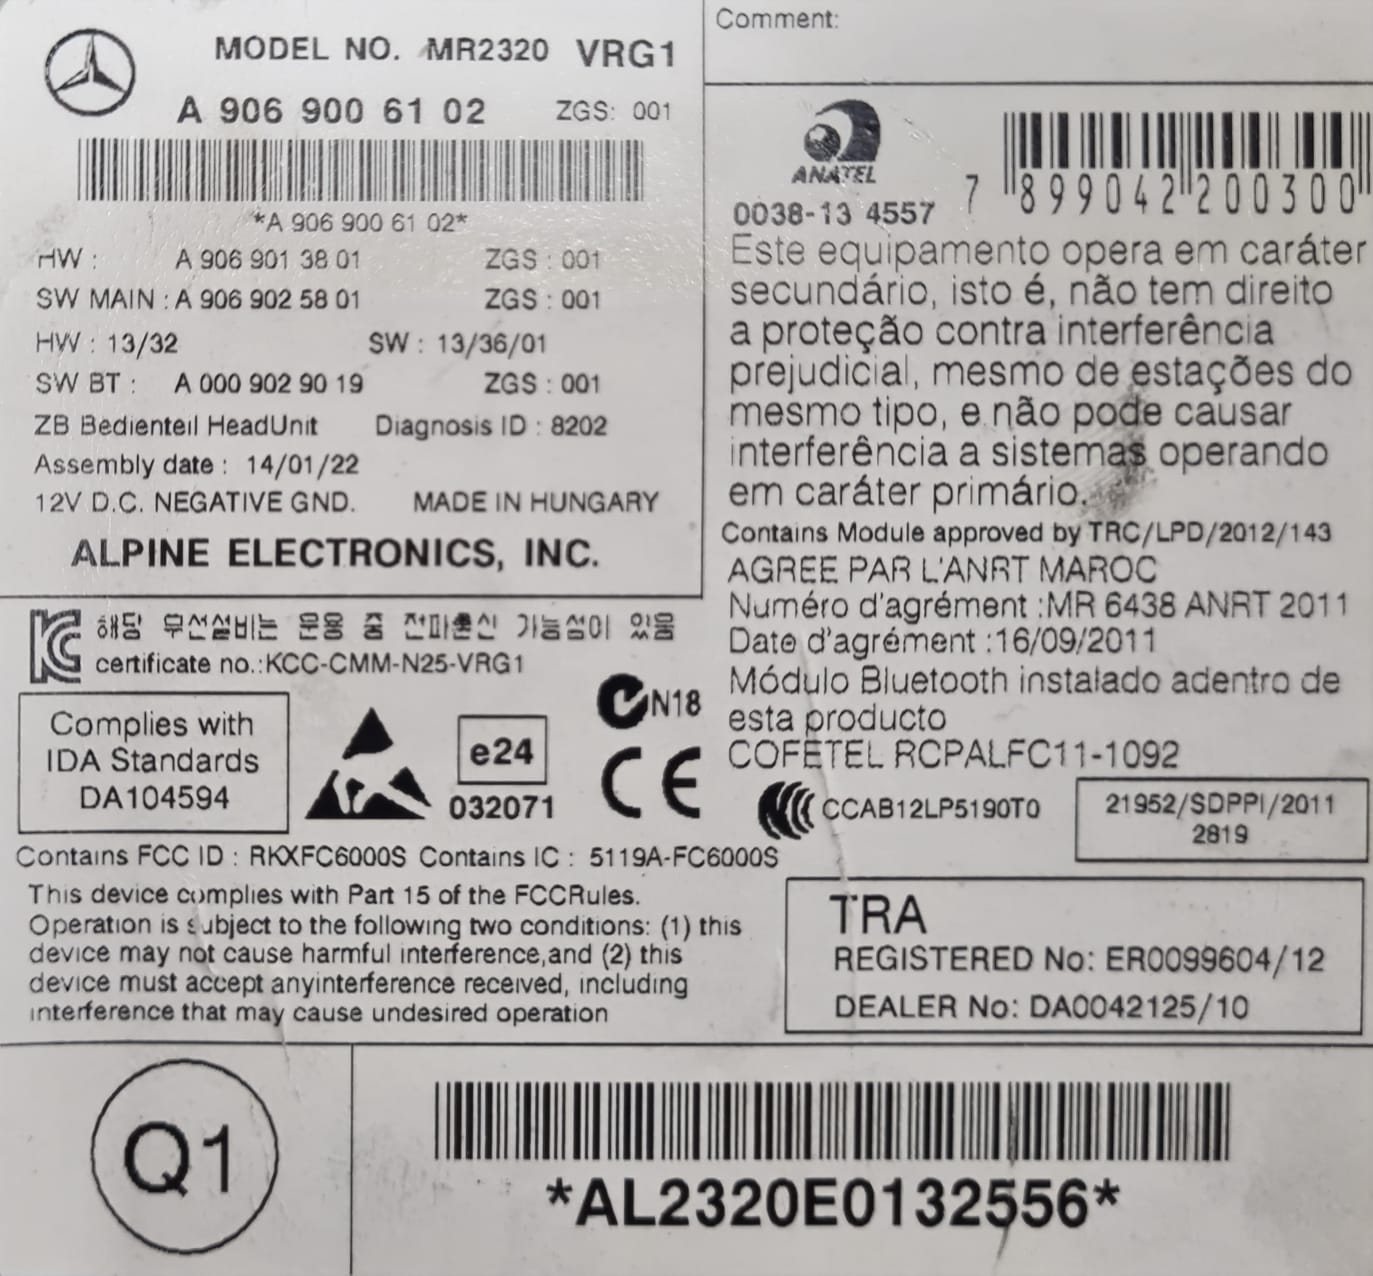 MODEL NO. MR2320 VRG1
A 906 900 61 02 ZGS: 001
*A 906 900 61 02*
HW : A 906 901 38 01 ZGS : 001
SW MAIN : A 906 902 58 01 ZGS : 001
HW : 13/32 SW : 13/36/01
SW BT : A 000 902 90 19 ZGS : 001
ZB Bedienteil HeadUnit Diagnosis ID : 8202
Assembly date : 14/01/22
12V D.C. NEGATIVE GND. MADE IN HUNGARY
ALPINE ELECTRONICS, INC.
해당 무선설비는 운용 중 전파혼신 가능성이 있음
certificate no.:KCC-CMM-N25-VRG1
Complies with
IDA Standards
DA104594
e24
032071
N18
CE
Contains FCC ID : RKXFC6000S Contains IC : 5119A-FC6000S
This device complies with Part 15 of the FCCRules.
Operation is subject to the following two conditions: (1) this
device may not cause harmful interference,and (2) this
device must accept anyinterference received, including
interference that may cause undesired operation
Comment:
ANATEL
0038-13 4557
7 899042 200300
Este equipamento opera em caráter
secundário, isto é, não tem direito
a proteção contra interferência
prejudicial, mesmo de estações do
mesmo tipo, e não pode causar
interferência a sistemas operando
em caráter primário.
Contains Module approved by TRC/LPD/2012/143
AGREE PAR L'ANRT MAROC
Numéro d'agrément :MR 6438 ANRT 2011
Date d'agrément :16/09/2011
Módulo Bluetooth instalado adentro de
esta producto
COFETEL RCPALFC11-1092
CCAB12LP5190T0
21952/SDPPI/2011
2819
TRA
REGISTERED No: ER0099604/12
DEALER No: DA0042125/10
Q1
*AL2320E0132556*